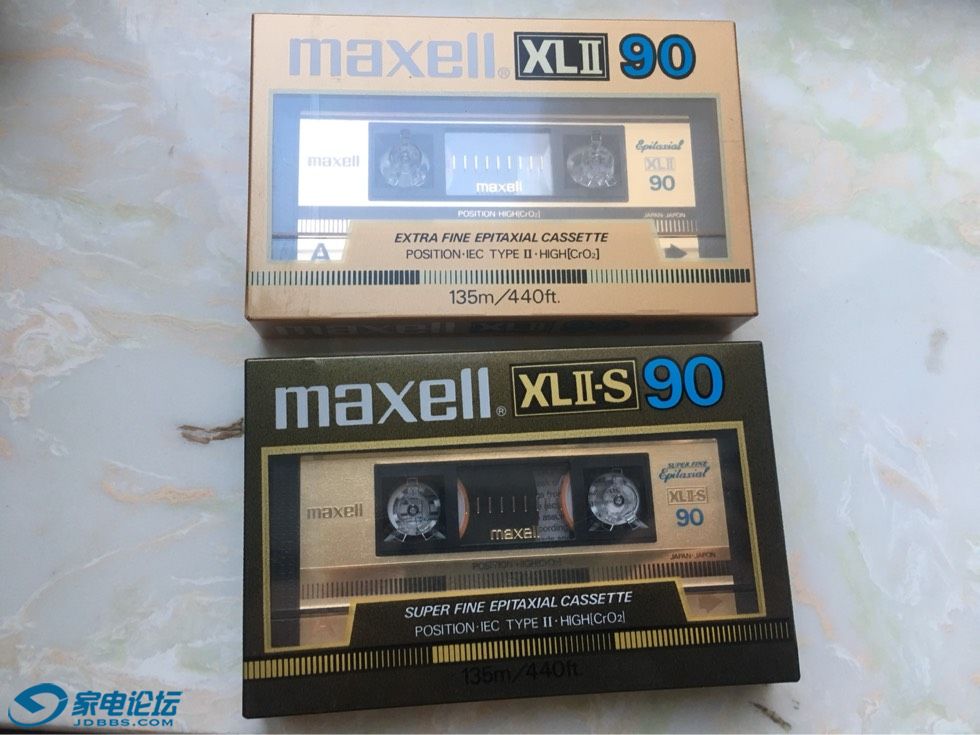 maxell® XLII 90
maxell
maxell
Epitaxial
XLII
90
POSITION·HIGH[CrO₂]
JAPAN·JAPON
A
EXTRA FINE EPITAXIAL CASSETTE
POSITION·IEC TYPE II·HIGH[CrO₂]
135m/440ft.
maxell XLII 90
maxell® XLII-S 90
maxell
maxell
SUPER FINE
Epitaxial
XLII-S
90
POSITION·HIGH[CrO₂]
JAPAN·JAPON
SUPER FINE EPITAXIAL CASSETTE
POSITION·IEC TYPE II·HIGH[CrO₂]
135m/440ft.
家电论坛
JDBBS.COM